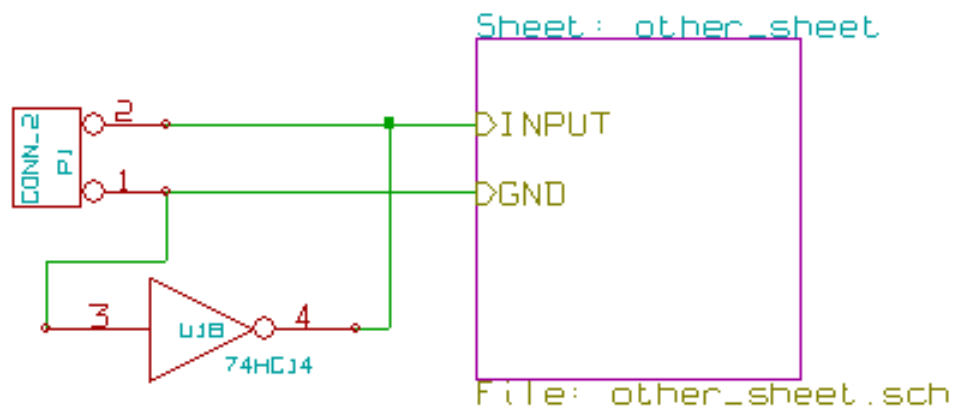 Sheet: other_sheet
CONN_2
P1
2
INPUT
1
GND
3
U1B
4
74HC14
File: other_sheet.sch